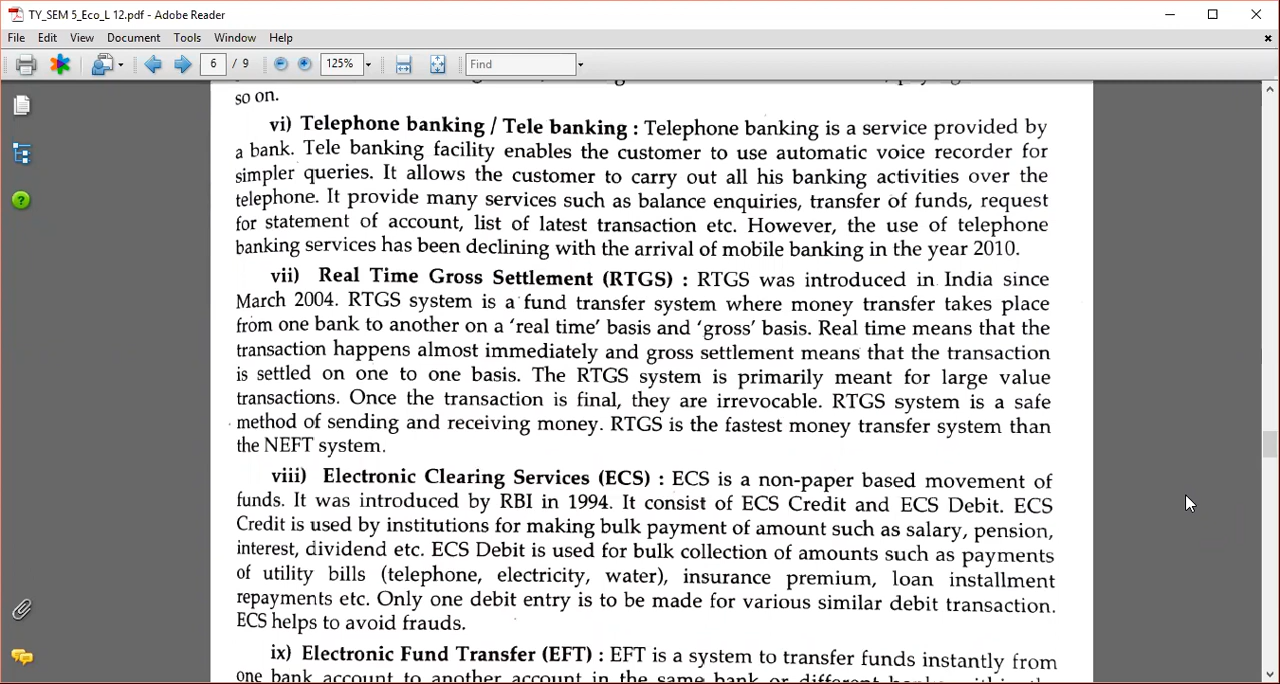 TY_SEM 5_Eco_L 12.pdf - Adobe Reader
File Edit View Document Tools Window Help
6 / 9 125% Find
so on.
vi) Telephone banking / Tele banking : Telephone banking is a service provided by
a bank. Tele banking facility enables the customer to use automatic voice recorder for
simpler queries. It allows the customer to carry out all his banking activities over the
telephone. It provide many services such as balance enquiries, transfer of funds, request
for statement of account, list of latest transaction etc. However, the use of telephone
banking services has been declining with the arrival of mobile banking in the year 2010.
vii) Real Time Gross Settlement (RTGS) : RTGS was introduced in India since
March 2004. RTGS system is a fund transfer system where money transfer takes place
from one bank to another on a 'real time' basis and 'gross' basis. Real time means that the
transaction happens almost immediately and gross settlement means that the transaction
is settled on one to one basis. The RTGS system is primarily meant for large value
transactions. Once the transaction is final, they are irrevocable. RTGS system is a safe
method of sending and receiving money. RTGS is the fastest money transfer system than
the NEFT system.
viii) Electronic Clearing Services (ECS) : ECS is a non-paper based movement of
funds. It was introduced by RBI in 1994. It consist of ECS Credit and ECS Debit. ECS
Credit is used by institutions for making bulk payment of amount such as salary, pension,
interest, dividend etc. ECS Debit is used for bulk collection of amounts such as payments
of utility bills (telephone, electricity, water), insurance premium, loan installment
repayments etc. Only one debit entry is to be made for various similar debit transaction.
ECS helps to avoid frauds.
ix) Electronic Fund Transfer (EFT) : EFT is a system to transfer funds instantly from
one bank account to another account in the same bank or different